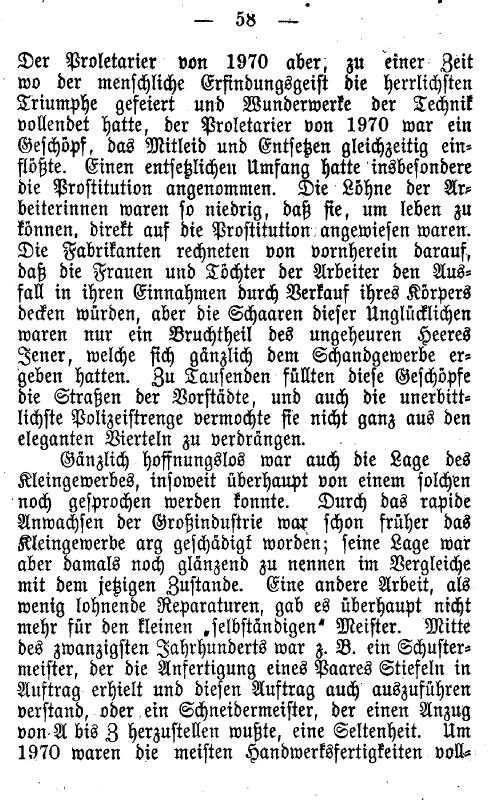 — 58 —
Der Proletarier von 1970 aber, zu einer Zeit
wo der menschliche Erfindungsgeist die herrlichsten
Triumphe gefeiert und Wunderwerke der Technik
vollendet hatte, der Proletarier von 1970 war ein
Geschöpf, das Mitleid und Entsetzen gleichzeitig ein-
flößte. Einen entsetzlichen Umfang hatte insbesondere
die Prostitution angenommen. Die Löhne der Ar-
beiterinnen waren so niedrig, daß sie, um leben zu
können, direkt auf die Prostitution angewiesen waren.
Die Fabrikanten rechneten von vornherein darauf,
daß die Frauen und Töchter der Arbeiter den Aus-
fall in ihren Einnahmen durch Verkauf ihres Körpers
decken würden, aber die Schaaren dieser Unglücklichen
waren nur ein Bruchtheil des ungeheuren Heeres
Jener, welche sich gänzlich dem Schandgewerbe er-
geben hatten. Zu Tausenden füllten diese Geschöpfe
die Straßen der Vorstädte, und auch die unerbitt-
lichste Polizeistrenge vermochte sie nicht ganz aus den
eleganten Vierteln zu verdrängen.
Gänzlich hoffnungslos war auch die Lage des
Kleingewerbes, insoweit überhaupt von einem solchen
noch gesprochen werden konnte. Durch das rapide
Anwachsen der Großindustrie war schon früher das
Kleingewerbe arg geschädigt worden; seine Lage war
aber damals noch glänzend zu nennen im Vergleiche
mit dem jetzigen Zustande. Eine andere Arbeit, als
wenig lohnende Reparaturen, gab es überhaupt nicht
mehr für den kleinen „selbständigen“ Meister. Mitte
des zwanzigsten Jahrhunderts war z. B. ein Schuster-
meister, der die Anfertigung eines Paares Stiefeln in
Auftrag erhielt und diesen Auftrag auch auszuführen
verstand, oder ein Schneidermeister, der einen Anzug
von A bis Z herzustellen wußte, eine Seltenheit. Um
1970 waren die meisten Handwerksfertigkeiten voll-